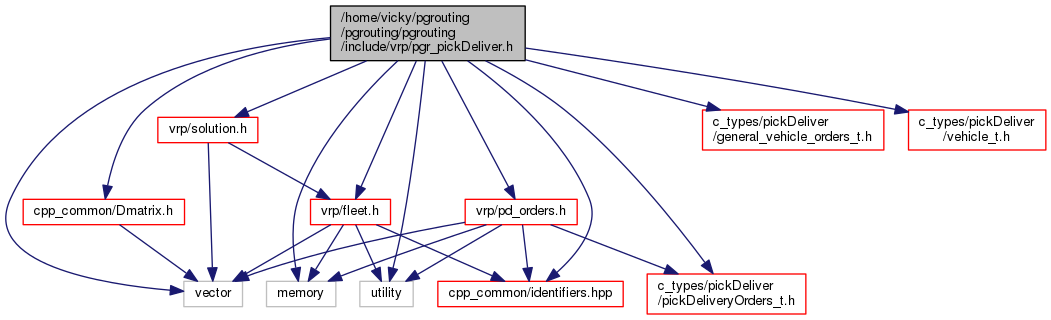 /home/vicky/pgrouting
/pgrouting/pgrouting
/include/vrp/pgr_pickDeliver.h
vrp/solution.h
c_types/pickDeliver
/general_vehicle_orders_t.h
c_types/pickDeliver
/vehicle_t.h
cpp_common/Dmatrix.h
vrp/fleet.h
vrp/pd_orders.h
vector
memory
utility
cpp_common/identifiers.hpp
c_types/pickDeliver
/pickDeliveryOrders_t.h